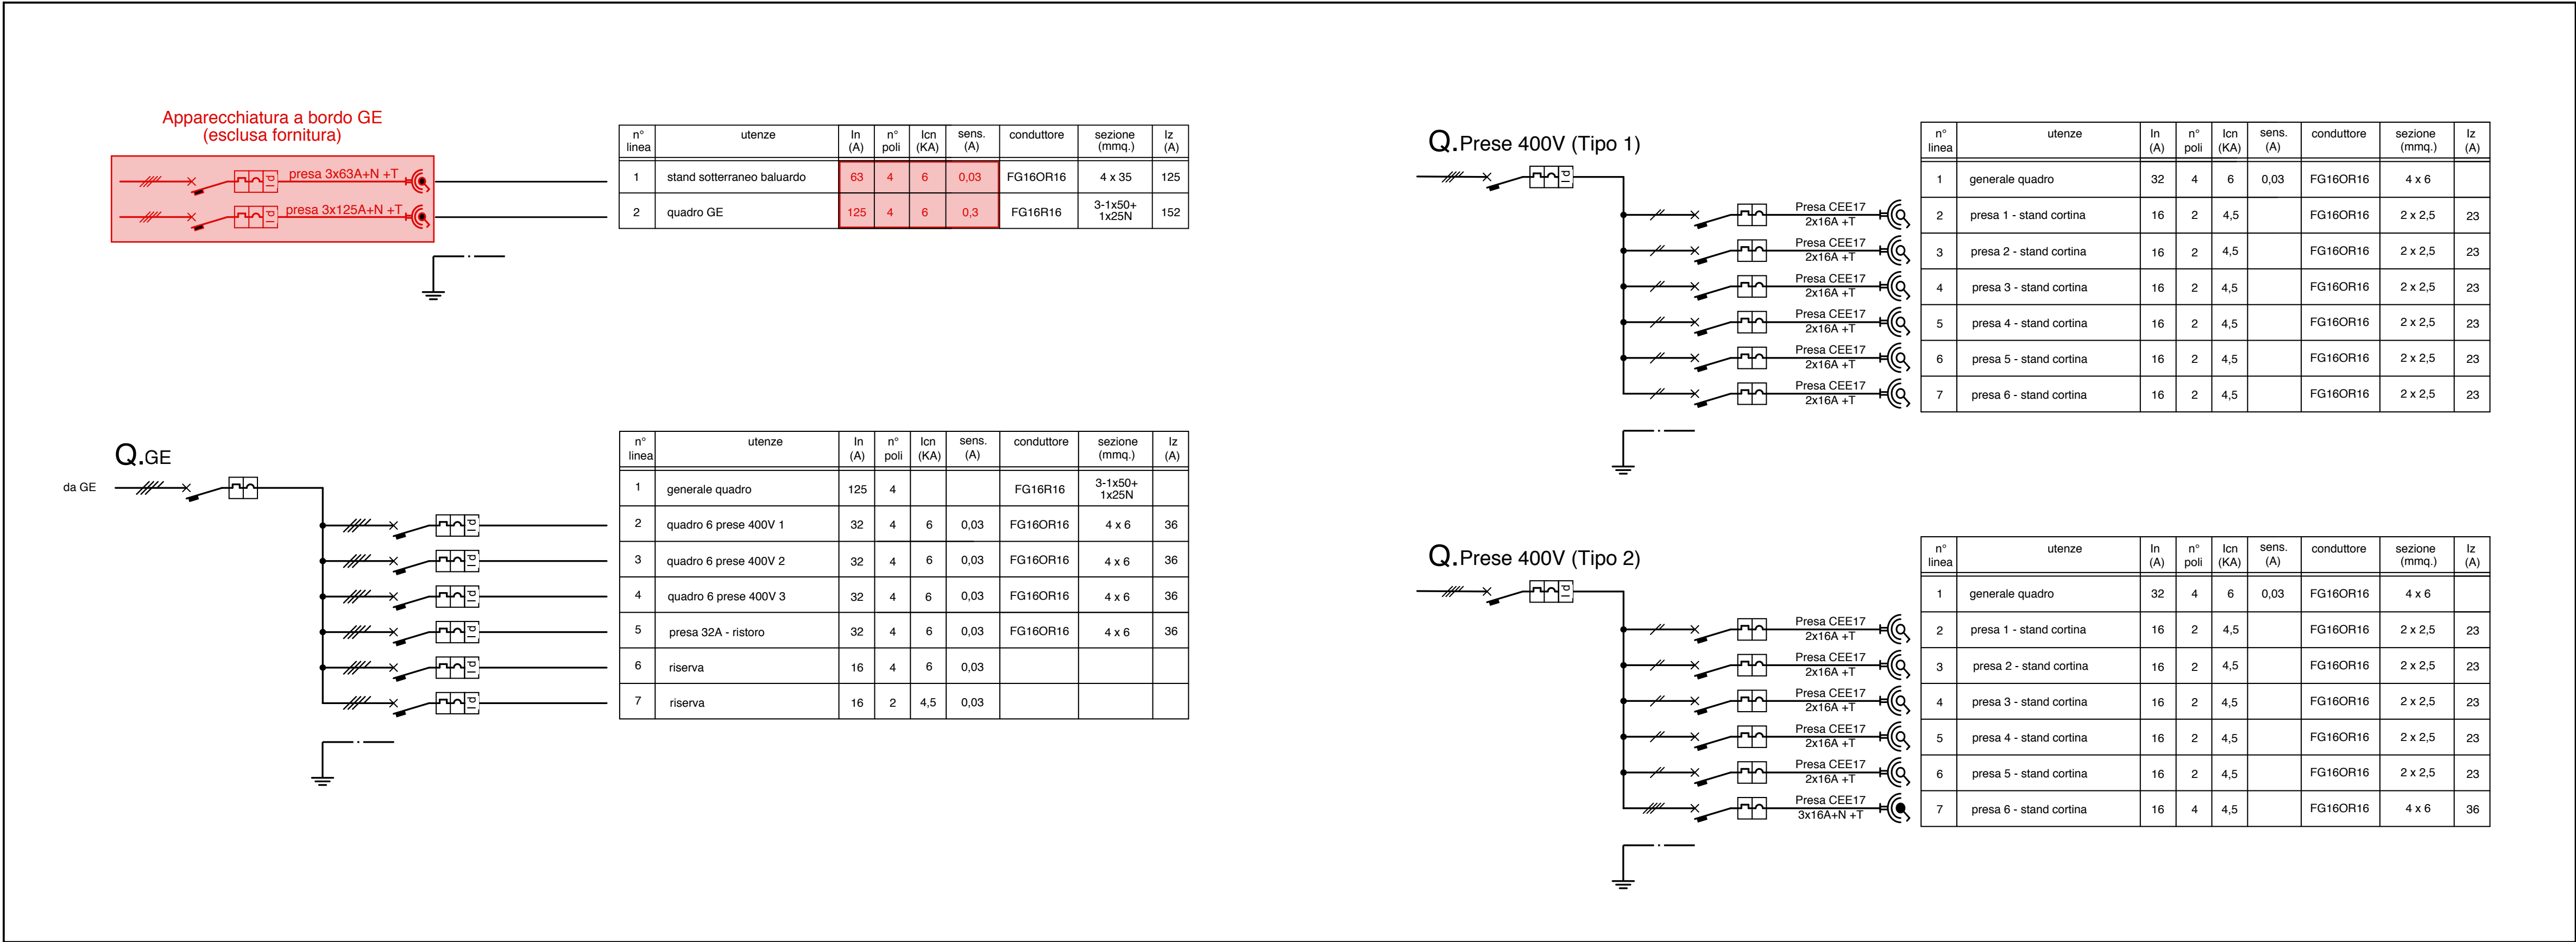 Apparecchiatura a bordo GE
(esclusa fornitura)
presa 3x63A+N +T
Id
presa 3x125A+N +T
Id
n° linea utenze In (A) n° poli Icn (KA) sens. (A) conduttore sezione (mmq.) Iz (A)
1 stand sotterraneo baluardo 63 4 6 0,03 FG16OR16 4 x 35 125
2 quadro GE 125 4 6 0,3 FG16R16 3-1x50+ 1x25N 152
Q.GE
da GE
Id
Id
Id
Id
Id
Id
n° linea utenze In (A) n° poli Icn (KA) sens. (A) conduttore sezione (mmq.) Iz (A)
1 generale quadro 125 4 FG16R16 3-1x50+ 1x25N
2 quadro 6 prese 400V 1 32 4 6 0,03 FG16OR16 4 x 6 36
3 quadro 6 prese 400V 2 32 4 6 0,03 FG16OR16 4 x 6 36
4 quadro 6 prese 400V 3 32 4 6 0,03 FG16OR16 4 x 6 36
5 presa 32A - ristoro 32 4 6 0,03 FG16OR16 4 x 6 36
6 riserva 16 4 6 0,03
7 riserva 16 2 4,5 0,03
Q.Prese 400V (Tipo 1)
Id
Presa CEE17
2x16A +T
Presa CEE17
2x16A +T
Presa CEE17
2x16A +T
Presa CEE17
2x16A +T
Presa CEE17
2x16A +T
Presa CEE17
2x16A +T
n° linea utenze In (A) n° poli Icn (KA) sens. (A) conduttore sezione (mmq.) Iz (A)
1 generale quadro 32 4 6 0,03 FG16OR16 4 x 6
2 presa 1 - stand cortina 16 2 4,5 FG16OR16 2 x 2,5 23
3 presa 2 - stand cortina 16 2 4,5 FG16OR16 2 x 2,5 23
4 presa 3 - stand cortina 16 2 4,5 FG16OR16 2 x 2,5 23
5 presa 4 - stand cortina 16 2 4,5 FG16OR16 2 x 2,5 23
6 presa 5 - stand cortina 16 2 4,5 FG16OR16 2 x 2,5 23
7 presa 6 - stand cortina 16 2 4,5 FG16OR16 2 x 2,5 23
Q.Prese 400V (Tipo 2)
Id
Presa CEE17
2x16A +T
Presa CEE17
2x16A +T
Presa CEE17
2x16A +T
Presa CEE17
2x16A +T
Presa CEE17
2x16A +T
Presa CEE17
3x16A+N +T
n° linea utenze In (A) n° poli Icn (KA) sens. (A) conduttore sezione (mmq.) Iz (A)
1 generale quadro 32 4 6 0,03 FG16OR16 4 x 6
2 presa 1 - stand cortina 16 2 4,5 FG16OR16 2 x 2,5 23
3 presa 2 - stand cortina 16 2 4,5 FG16OR16 2 x 2,5 23
4 presa 3 - stand cortina 16 2 4,5 FG16OR16 2 x 2,5 23
5 presa 4 - stand cortina 16 2 4,5 FG16OR16 2 x 2,5 23
6 presa 5 - stand cortina 16 2 4,5 FG16OR16 2 x 2,5 23
7 presa 6 - stand cortina 16 4 4,5 FG16OR16 4 x 6 36